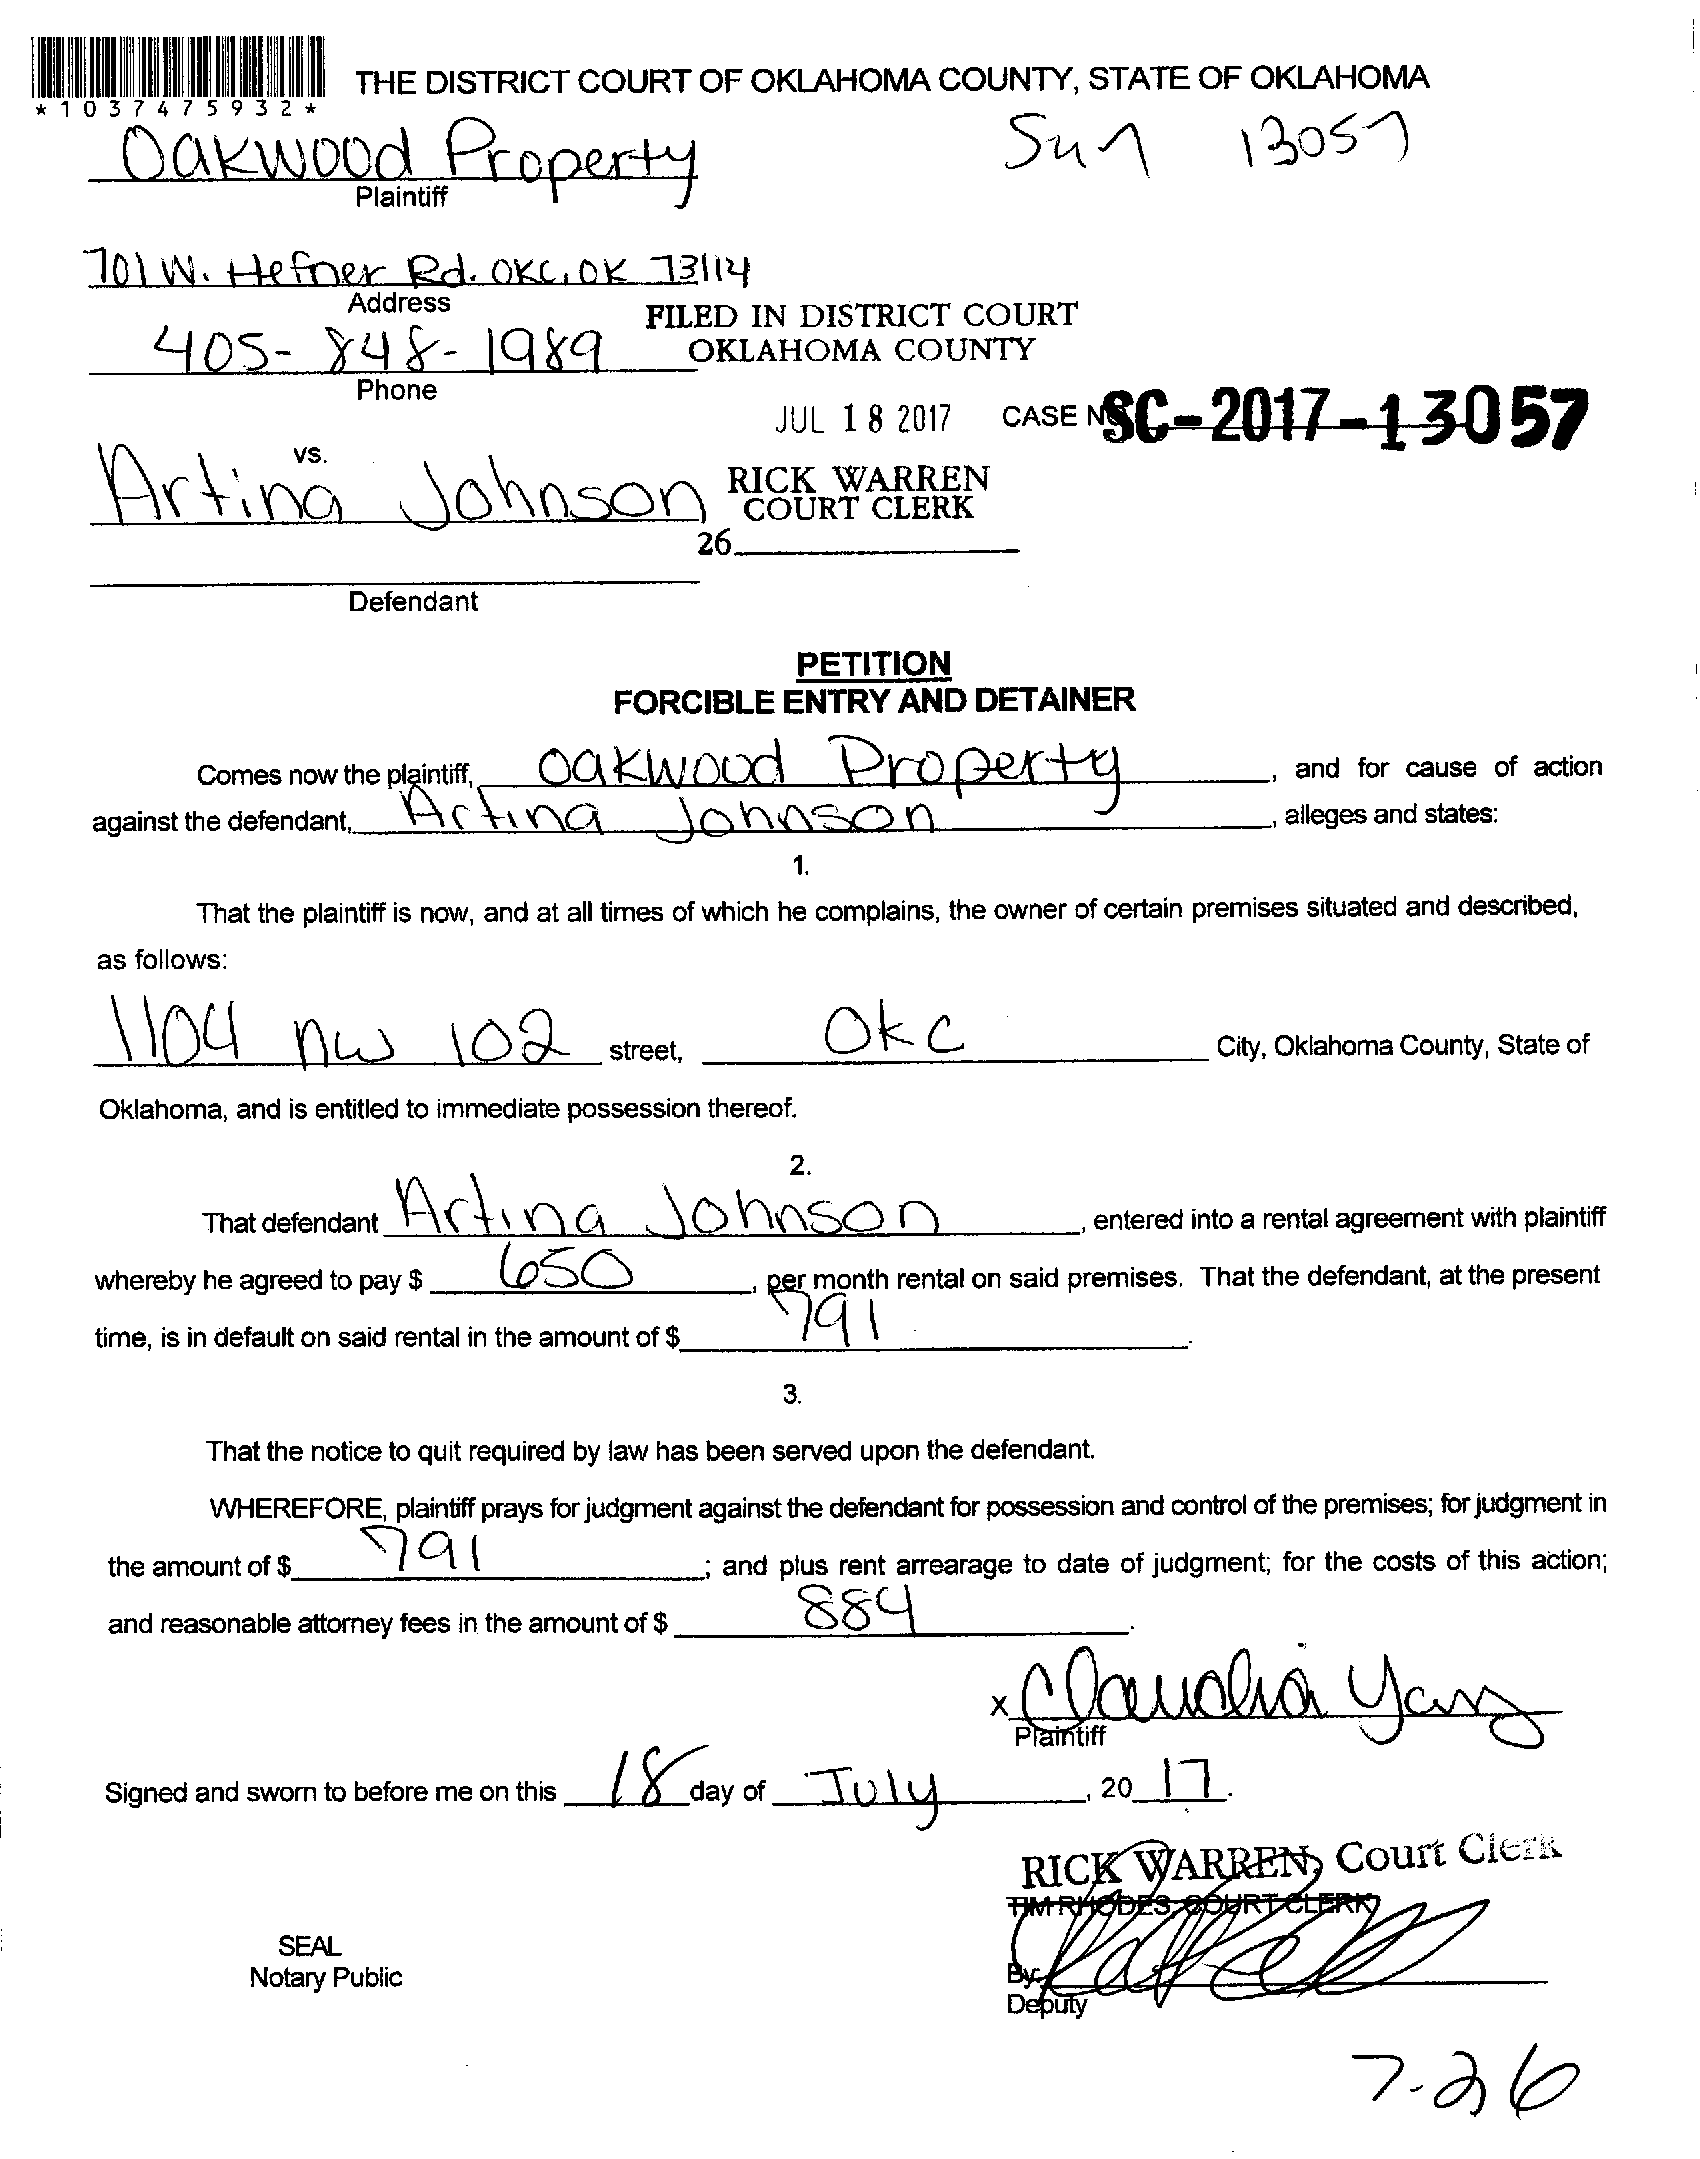 *1037475932*
THE DISTRICT COURT OF OKLAHOMA COUNTY, STATE OF OKLAHOMA
Oakwood Property
13057
Plaintiff
701 W. Hefner Rd. OKC, OK 73114
Address
FILED IN DISTRICT COURT
OKLAHOMA COUNTY
405-848-1989
Phone
JUL 18 2017
CASE NO SC-2017-13057
vs.
Artina Johnson
RICK WARREN
COURT CLERK
26
Defendant
PETITION
FORCIBLE ENTRY AND DETAINER
Comes now the plaintiff, Oakwood Property, and for cause of action
against the defendant, Artina Johnson, alleges and states:
1.
That the plaintiff is now, and at all times of which he complains, the owner of certain premises situated and described,
as follows:
1104 NW 102 street, OKC City, Oklahoma County, State of
Oklahoma, and is entitled to immediate possession thereof.
2.
That defendant Artina Johnson, entered into a rental agreement with plaintiff
whereby he agreed to pay $ 650, per month rental on said premises. That the defendant, at the present
time, is in default on said rental in the amount of $ 791.
3.
That the notice to quit required by law has been served upon the defendant.
WHEREFORE, plaintiff prays for judgment against the defendant for possession and control of the premises; for judgment in
the amount of $ 791; and plus rent arrearage to date of judgment; for the costs of this action;
and reasonable attorney fees in the amount of $ 884.
x Claudia
Plaintiff
Signed and sworn to before me on this 18 day of July, 2017.
RICK WARREN, Court Clerk
TIM RHODES, COURT CLERK
SEAL
Notary Public
By
Deputy
7-26